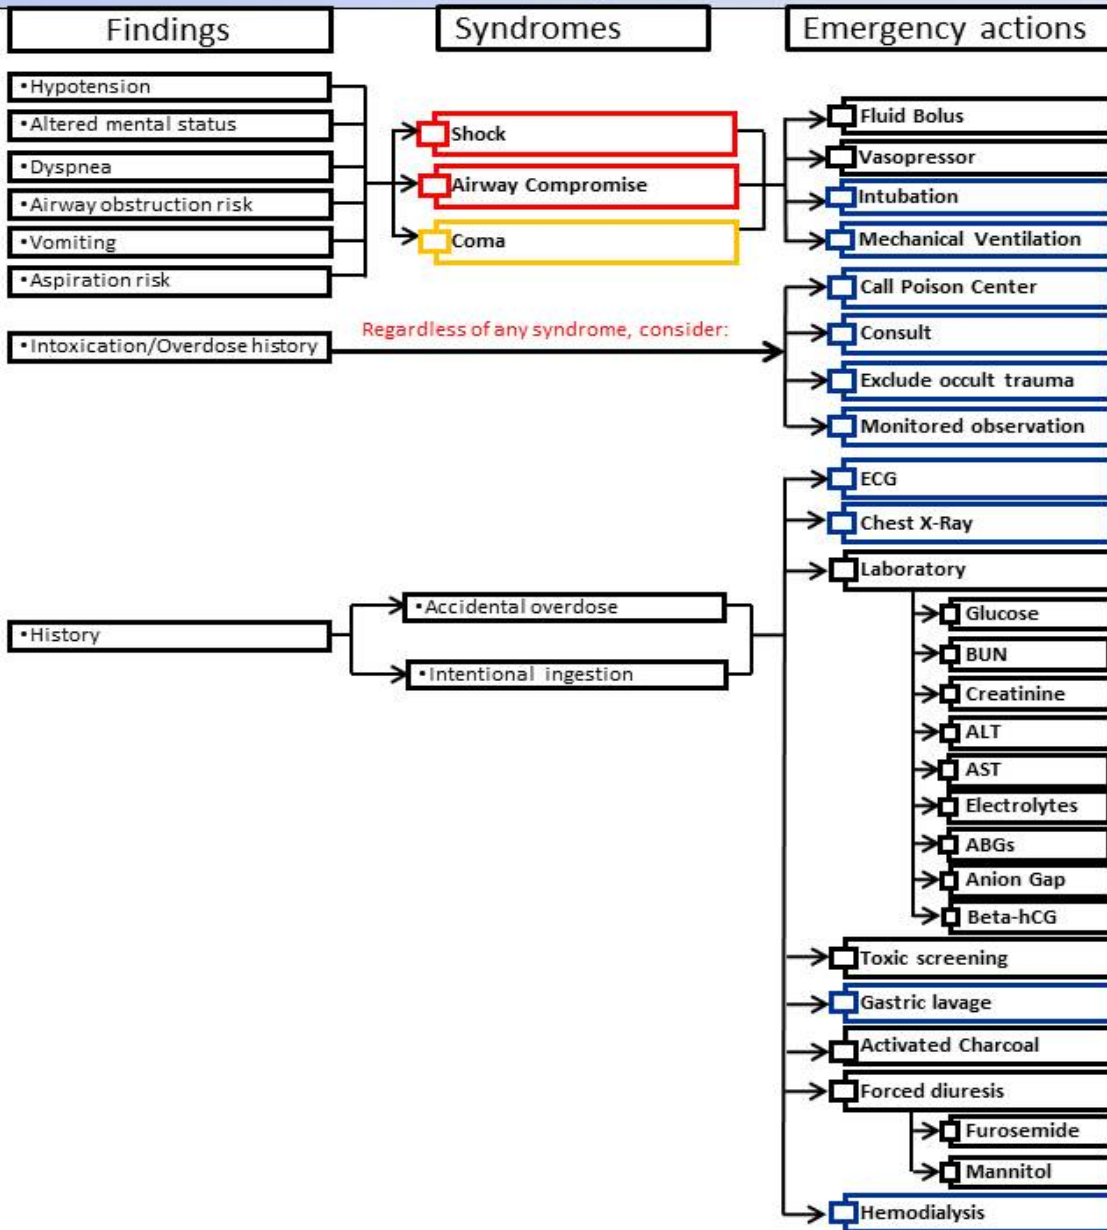 Findings
Syndromes
Emergency actions
•Hypotension
•Altered mental status
•Dyspnea
•Airway obstruction risk
•Vomiting
•Aspiration risk
Shock
Airway Compromise
Coma
Fluid Bolus
Vasopressor
Intubation
Mechanical Ventilation
•Intoxication/Overdose history
Regardless of any syndrome, consider:
Call Poison Center
Consult
Exclude occult trauma
Monitored observation
•History
•Accidental overdose
•Intentional ingestion
ECG
Chest X-Ray
Laboratory
Glucose
BUN
Creatinine
ALT
AST
Electrolytes
ABGs
Anion Gap
Beta-hCG
Toxic screening
Gastric lavage
Activated Charcoal
Forced diuresis
Furosemide
Mannitol
Hemodialysis